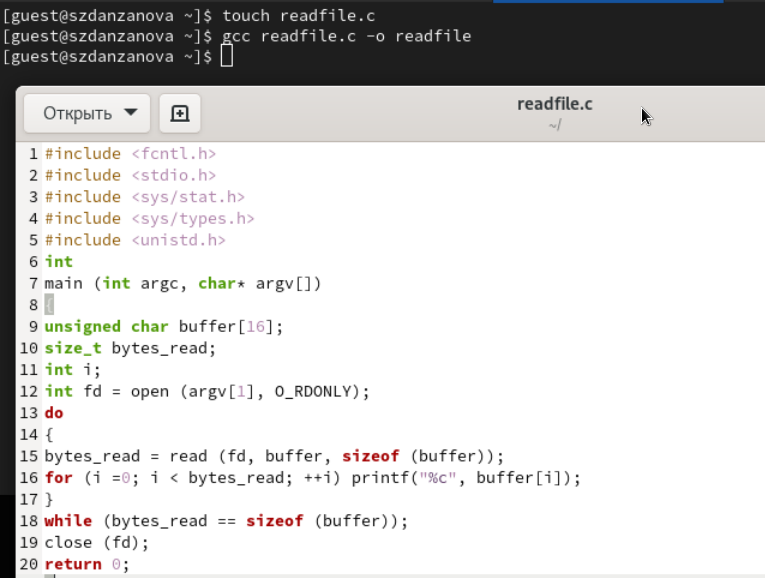 [guest@szdanzanova ~]$ touch readfile.c
[guest@szdanzanova ~]$ gcc readfile.c -o readfile
[guest@szdanzanova ~]$
Открыть
readfile.c
~/
1 #include <fcntl.h>
2 #include <stdio.h>
3 #include <sys/stat.h>
4 #include <sys/types.h>
5 #include <unistd.h>
6 int
7 main (int argc, char* argv[])
8 {
9 unsigned char buffer[16];
10 size_t bytes_read;
11 int i;
12 int fd = open (argv[1], O_RDONLY);
13 do
14 {
15 bytes_read = read (fd, buffer, sizeof (buffer));
16 for (i =0; i < bytes_read; ++i) printf("%c", buffer[i]);
17 }
18 while (bytes_read == sizeof (buffer));
19 close (fd);
20 return 0;